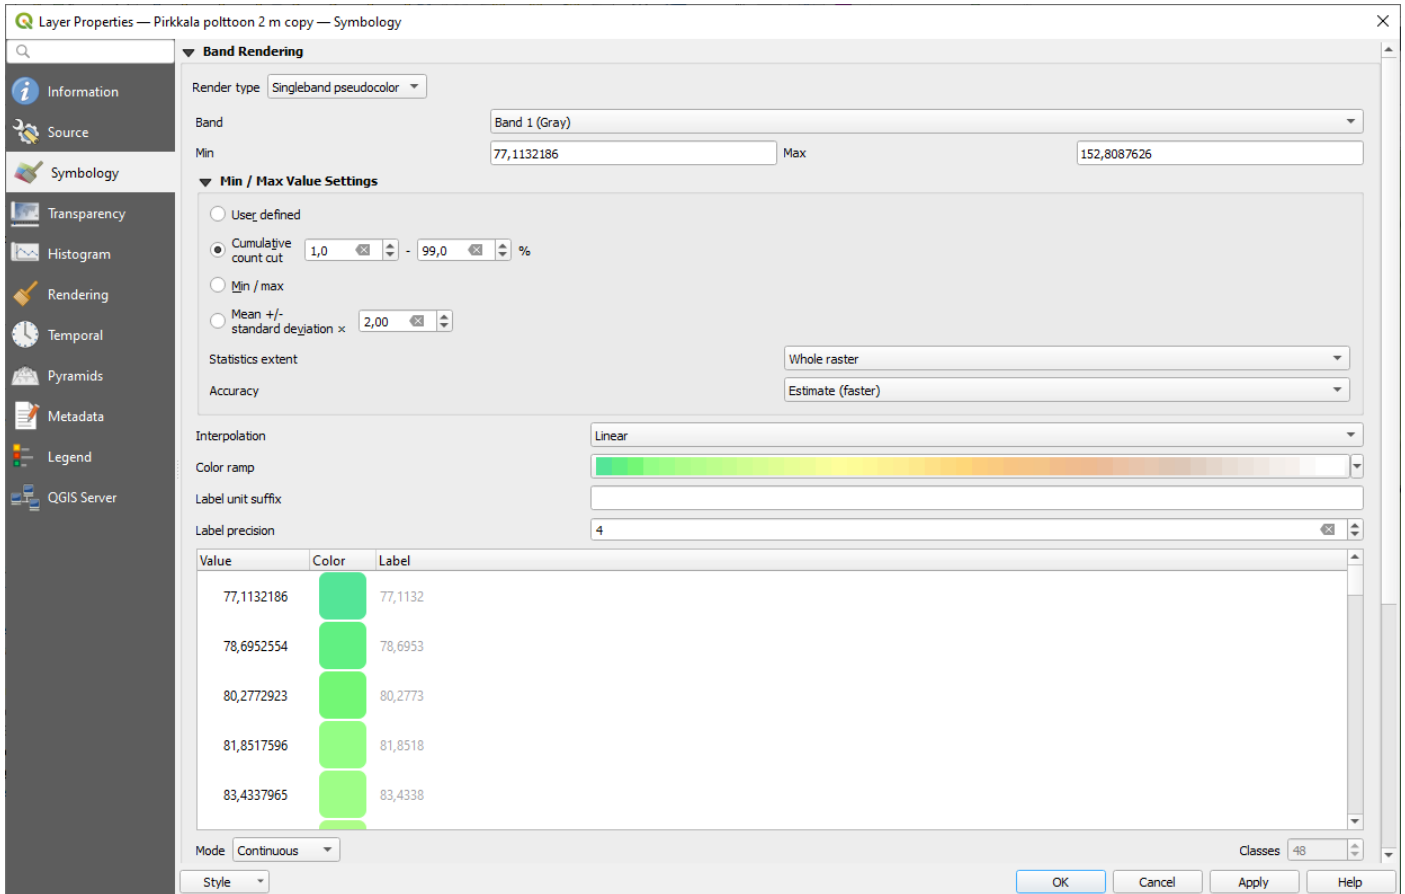 Layer Properties — Pirkkala polttoon 2 m copy — Symbology
Information
Source
Symbology
Transparency
Histogram
Rendering
Temporal
Pyramids
Metadata
Legend
QGIS Server
Band Rendering
Render type Singleband pseudocolor
Band Band 1 (Gray)
Min 77,1132186 Max 152,8087626
Min / Max Value Settings
User defined
Cumulative count cut 1,0 - 99,0 %
Min / max
Mean +/- standard deviation × 2,00
Statistics extent Whole raster
Accuracy Estimate (faster)
Interpolation Linear
Color ramp
Label unit suffix
Label precision 4
Value Color Label
77,1132186 77,1132
78,6952554 78,6953
80,2772923 80,2773
81,8517596 81,8518
83,4337965 83,4338
Mode Continuous Classes 48
Style OK Cancel Apply Help